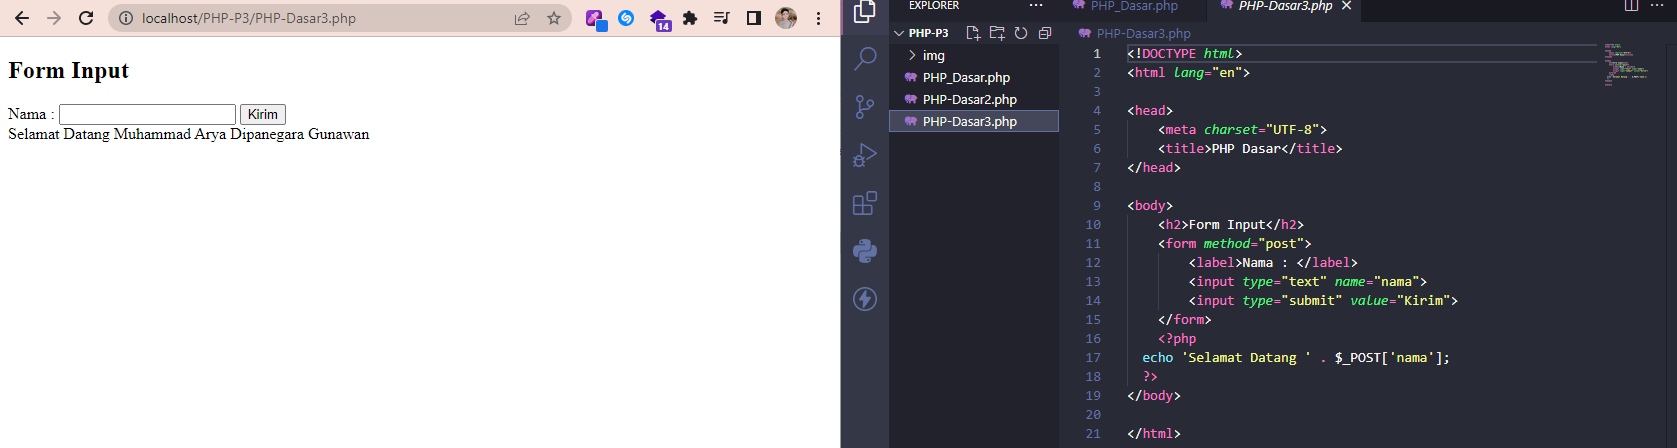 localhost/PHP-P3/PHP-Dasar3.php
14
Form Input
Nama :
Kirim
Selamat Datang Muhammad Arya Dipanegara Gunawan
EXPLORER
PHP-P3
img
PHP_Dasar.php
PHP-Dasar2.php
PHP-Dasar3.php
PHP_Dasar.php
PHP-Dasar3.php
PHP-Dasar3.php
1 <!DOCTYPE html>
2 <html lang="en">
3
4 <head>
5 <meta charset="UTF-8">
6 <title>PHP Dasar</title>
7 </head>
8
9 <body>
10 <h2>Form Input</h2>
11 <form method="post">
12 <label>Nama : </label>
13 <input type="text" name="nama">
14 <input type="submit" value="Kirim">
15 </form>
16 <?php
17 echo 'Selamat Datang ' . $_POST['nama'];
18 ?>
19 </body>
20
21 </html>